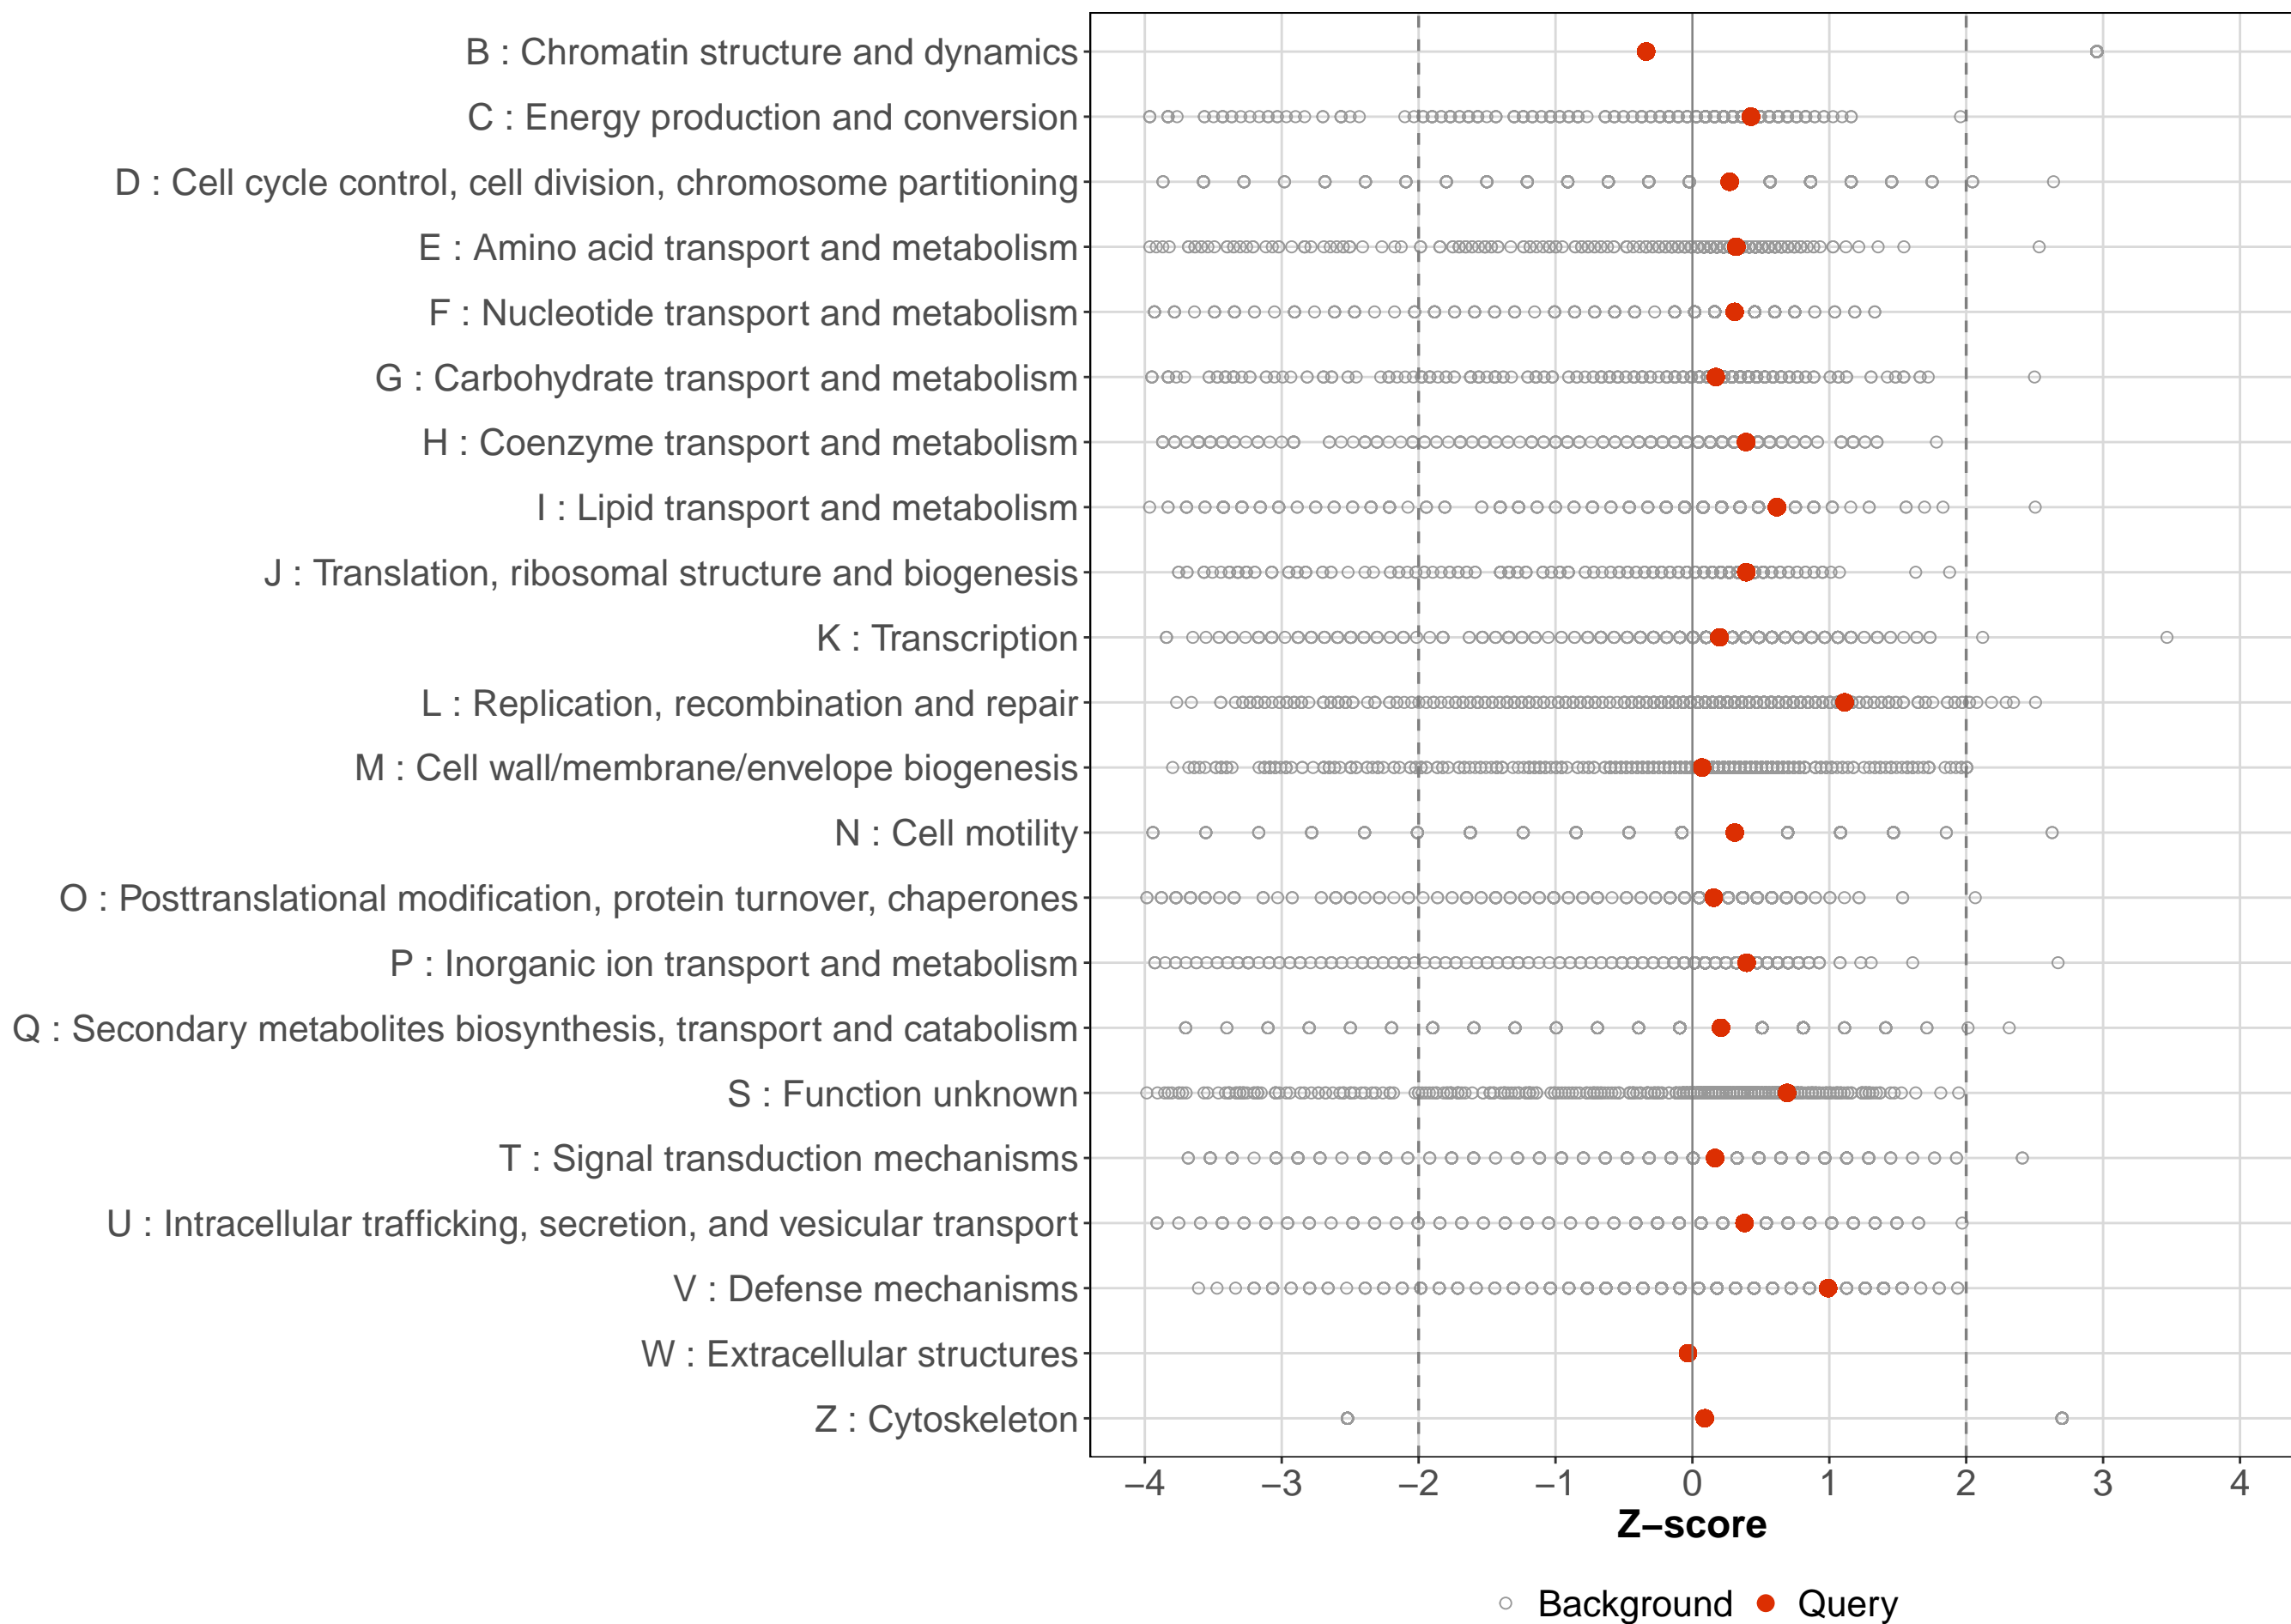 B : Chromatin structure and dynamics
C : Energy production and conversion
D : Cell cycle control, cell division, chromosome partitioning
E : Amino acid transport and metabolism
F : Nucleotide transport and metabolism
G : Carbohydrate transport and metabolism
H : Coenzyme transport and metabolism
I : Lipid transport and metabolism
J : Translation, ribosomal structure and biogenesis
K : Transcription
L : Replication, recombination and repair
M : Cell wall/membrane/envelope biogenesis
N : Cell motility
O : Posttranslational modification, protein turnover, chaperones
P : Inorganic ion transport and metabolism
Q : Secondary metabolites biosynthesis, transport and catabolism
S : Function unknown
T : Signal transduction mechanisms
U : Intracellular trafficking, secretion, and vesicular transport
V : Defense mechanisms
W : Extracellular structures
Z : Cytoskeleton
−4 −3 −2 −1 0 1 2 3 4
Z−score
Background Query